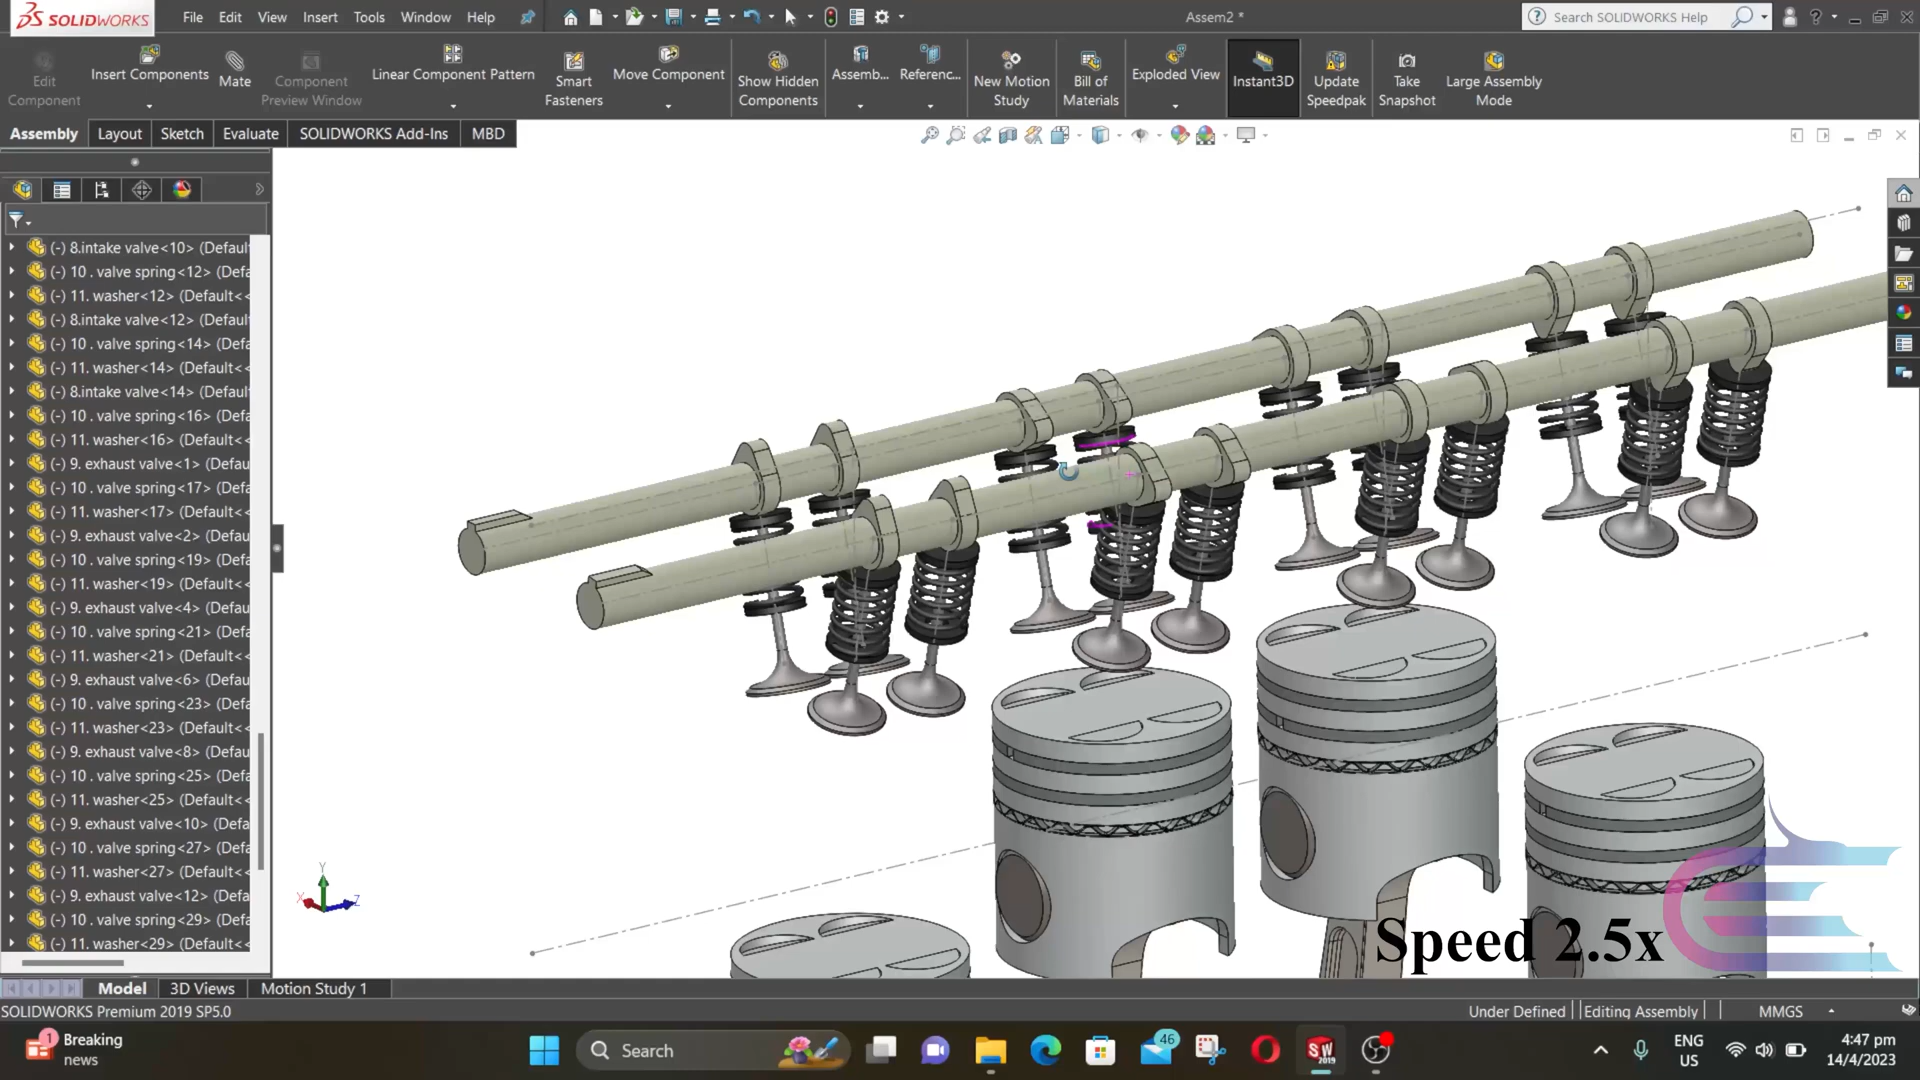 SOLIDWORKS
File Edit View Insert Tools Window Help
Assem2 *
Search SOLIDWORKS Help
Edit Component
Insert Components
Mate
Component Preview Window
Linear Component Pattern
Smart Fasteners
Move Component
Show Hidden Components
Assemb...
Referenc...
New Motion Study
Bill of Materials
Exploded View
Instant3D
Update Speedpak
Take Snapshot
Large Assembly Mode
Assembly Layout Sketch Evaluate SOLIDWORKS Add-Ins MBD
(-) 8.intake valve<10> (Default
(-) 10 . valve spring<12> (Defa
(-) 11. washer<12> (Default<<
(-) 8.intake valve<12> (Default
(-) 10 . valve spring<14> (Defa
(-) 11. washer<14> (Default<<
(-) 8.intake valve<14> (Default
(-) 10 . valve spring<16> (Defa
(-) 11. washer<16> (Default<<
(-) 9. exhaust valve<1> (Defau
(-) 10 . valve spring<17> (Defa
(-) 11. washer<17> (Default<<
(-) 9. exhaust valve<2> (Defau
(-) 10 . valve spring<19> (Defa
(-) 11. washer<19> (Default<<
(-) 9. exhaust valve<4> (Defau
(-) 10 . valve spring<21> (Defa
(-) 11. washer<21> (Default<<
(-) 9. exhaust valve<6> (Defau
(-) 10 . valve spring<23> (Defa
(-) 11. washer<23> (Default<<
(-) 9. exhaust valve<8> (Defau
(-) 10 . valve spring<25> (Defa
(-) 11. washer<25> (Default<<
(-) 9. exhaust valve<10> (Defa
(-) 10 . valve spring<27> (Defa
(-) 11. washer<27> (Default<<
(-) 9. exhaust valve<12> (Defa
(-) 10 . valve spring<29> (Defa
(-) 11. washer<29> (Default<<
Y
X
Z
Speed 2.5x
Model 3D Views Motion Study 1
SOLIDWORKS Premium 2019 SP5.0
Under Defined Editing Assembly MMGS
1
Breaking news
Search
46
SW 2019
ENG US
4:47 pm
14/4/2023